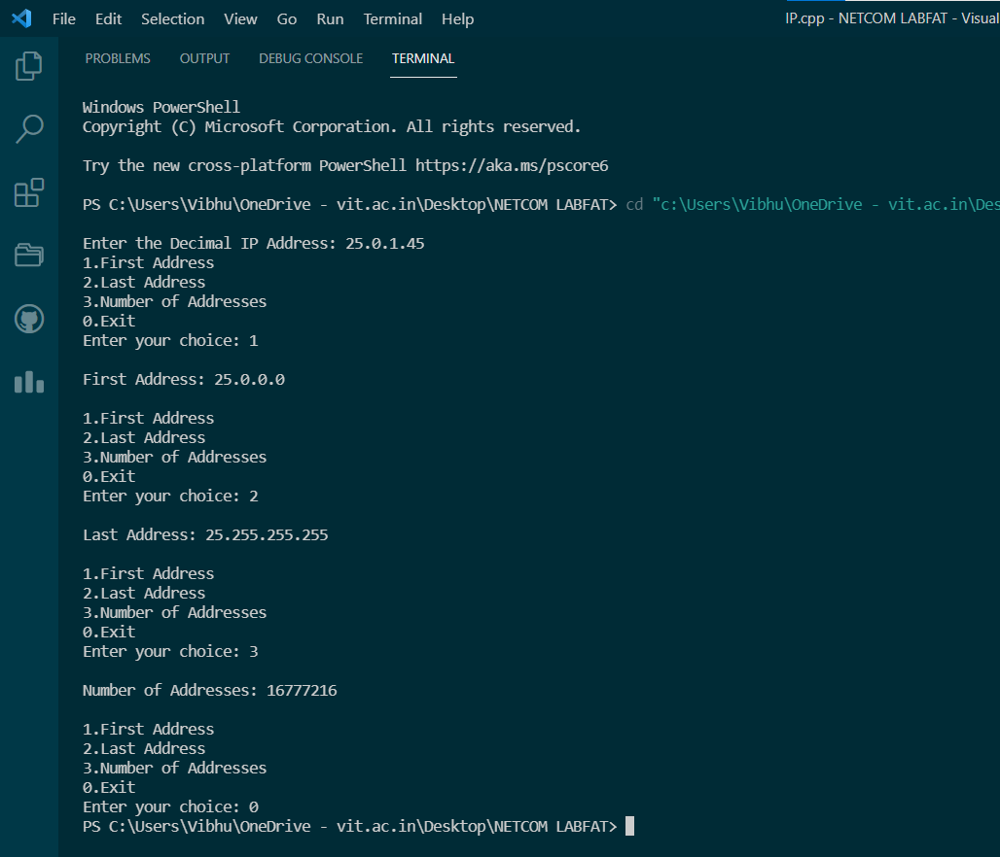 File Edit Selection View Go Run Terminal Help IP.cpp - NETCOM LABFAT - Visual
PROBLEMS OUTPUT DEBUG CONSOLE TERMINAL
Windows PowerShell
Copyright (C) Microsoft Corporation. All rights reserved.
Try the new cross-platform PowerShell https://aka.ms/pscore6
PS C:\Users\Vibhu\OneDrive - vit.ac.in\Desktop\NETCOM LABFAT> cd "c:\Users\Vibhu\OneDrive - vit.ac.in\Des
Enter the Decimal IP Address: 25.0.1.45
1.First Address
2.Last Address
3.Number of Addresses
0.Exit
Enter your choice: 1
First Address: 25.0.0.0
1.First Address
2.Last Address
3.Number of Addresses
0.Exit
Enter your choice: 2
Last Address: 25.255.255.255
1.First Address
2.Last Address
3.Number of Addresses
0.Exit
Enter your choice: 3
Number of Addresses: 16777216
1.First Address
2.Last Address
3.Number of Addresses
0.Exit
Enter your choice: 0
PS C:\Users\Vibhu\OneDrive - vit.ac.in\Desktop\NETCOM LABFAT>